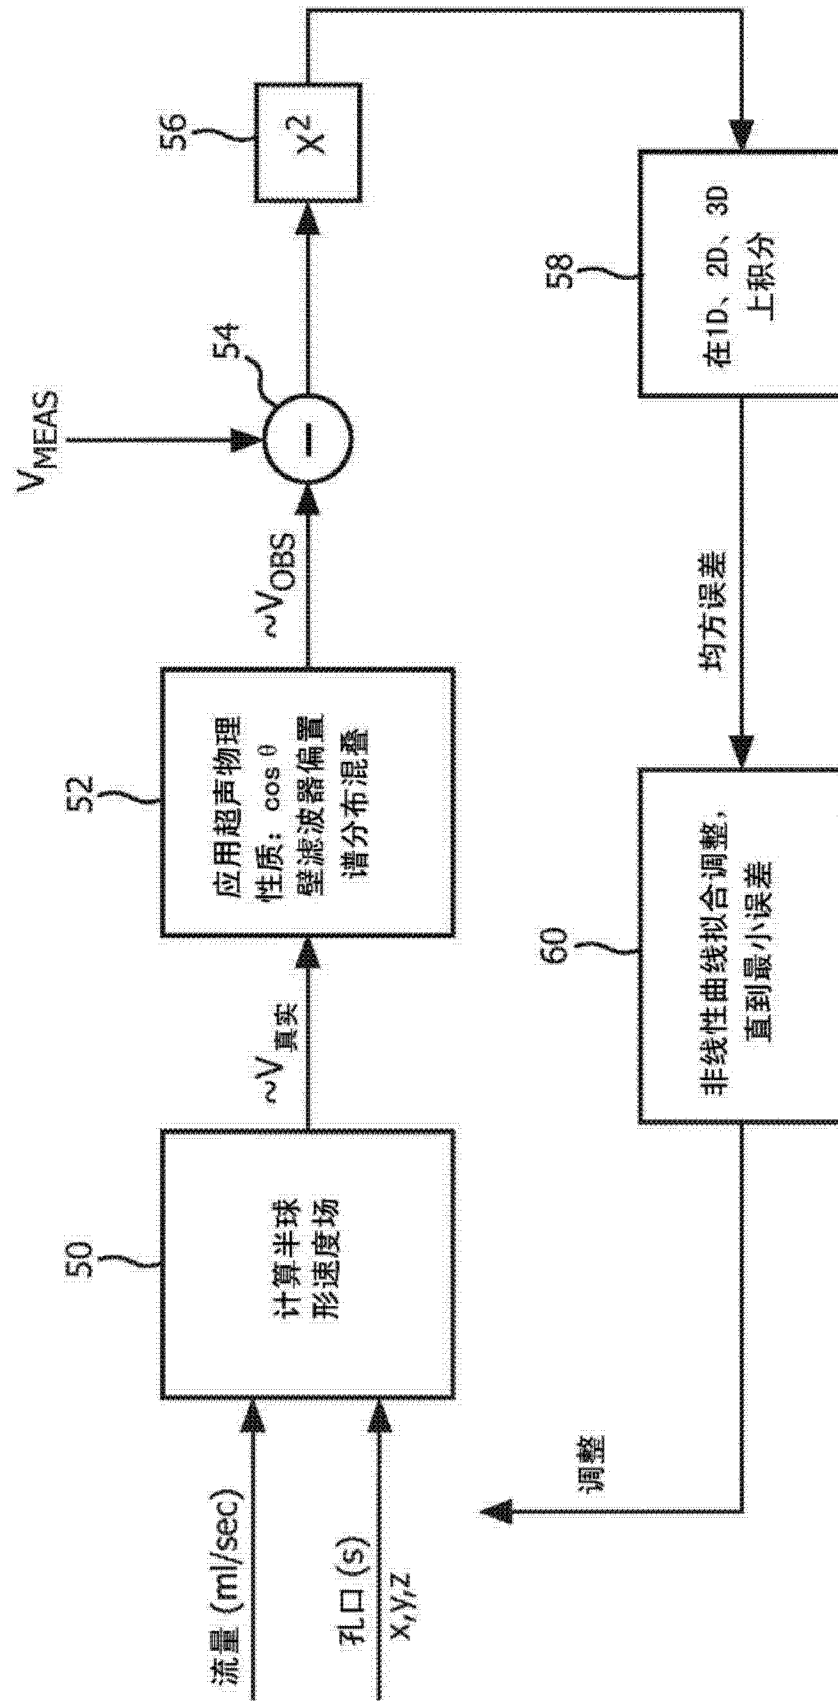 流量 (ml/sec)
孔口 (s)
x,y,z
50
计算半球
形速度场
~V真实
52
应用超声物理
性质：cos θ
壁滤波器偏置
谱分布混叠
~VOBS
VMEAS
54
−
56
X²
58
在1D、2D、3D
上积分
均方误差
60
非线性曲线拟合调整，
直到最小误差
调整